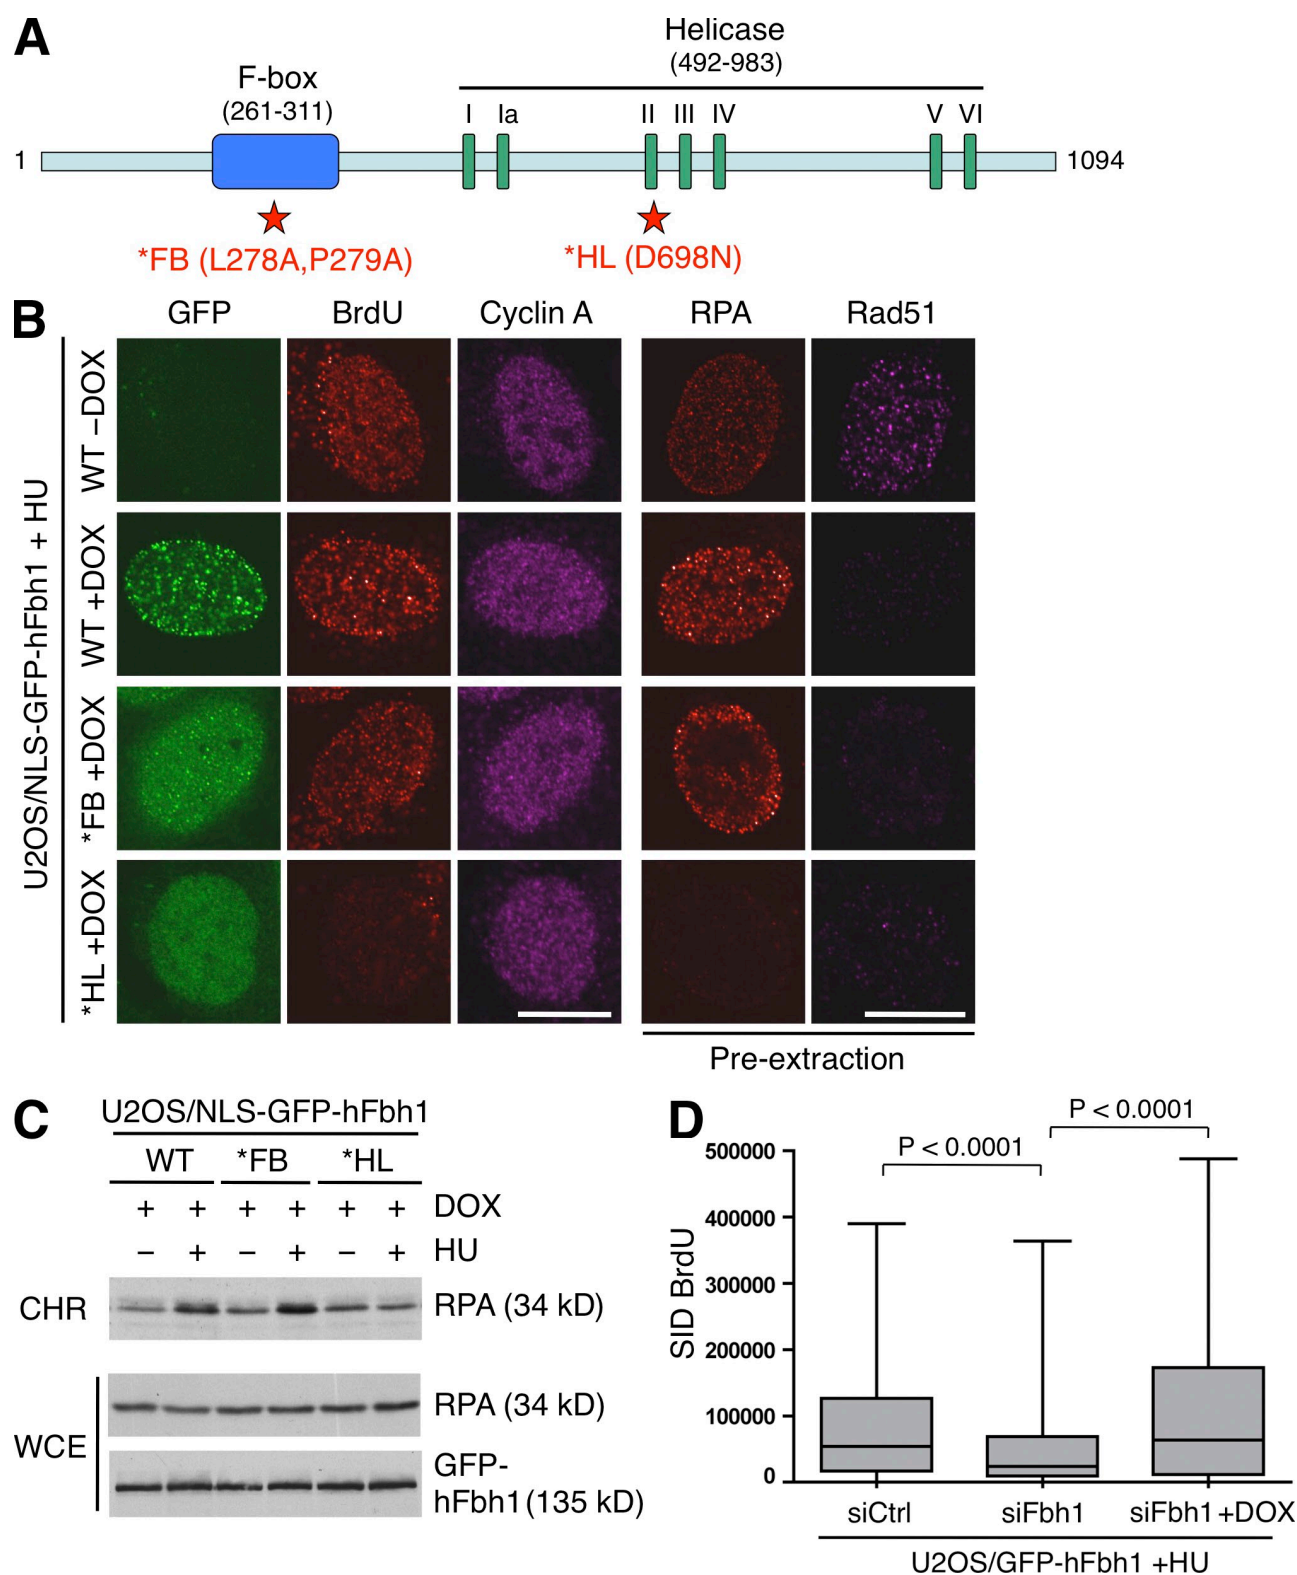 A
Helicase
(492-983)
F-box
(261-311)
I Ia II III IV V VI
1 1094
*FB (L278A,P279A) *HL (D698N)
B
GFP BrdU Cyclin A RPA Rad51
U2OS/NLS-GFP-hFbh1 + HU
WT –DOX
WT +DOX
*FB +DOX
*HL +DOX
Pre-extraction
C
U2OS/NLS-GFP-hFbh1
WT *FB *HL
+ + + + + + DOX
– + – + – + HU
CHR RPA (34 kD)
WCE
RPA (34 kD)
GFP-
hFbh1 (135 kD)
D
P < 0.0001
P < 0.0001
SID BrdU
500000
400000
300000
200000
100000
0
siCtrl siFbh1 siFbh1 +DOX
U2OS/GFP-hFbh1 +HU